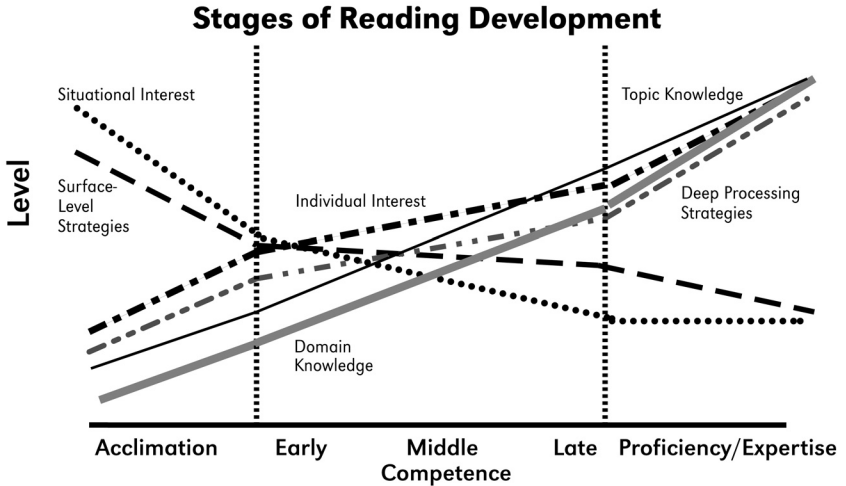 Stages of Reading Development
Situational Interest
Topic Knowledge
Surface-
Level
Strategies
Individual Interest
Deep Processing
Strategies
Level
Domain
Knowledge
Acclimation
Early
Middle
Late
Proficiency/Expertise
Competence